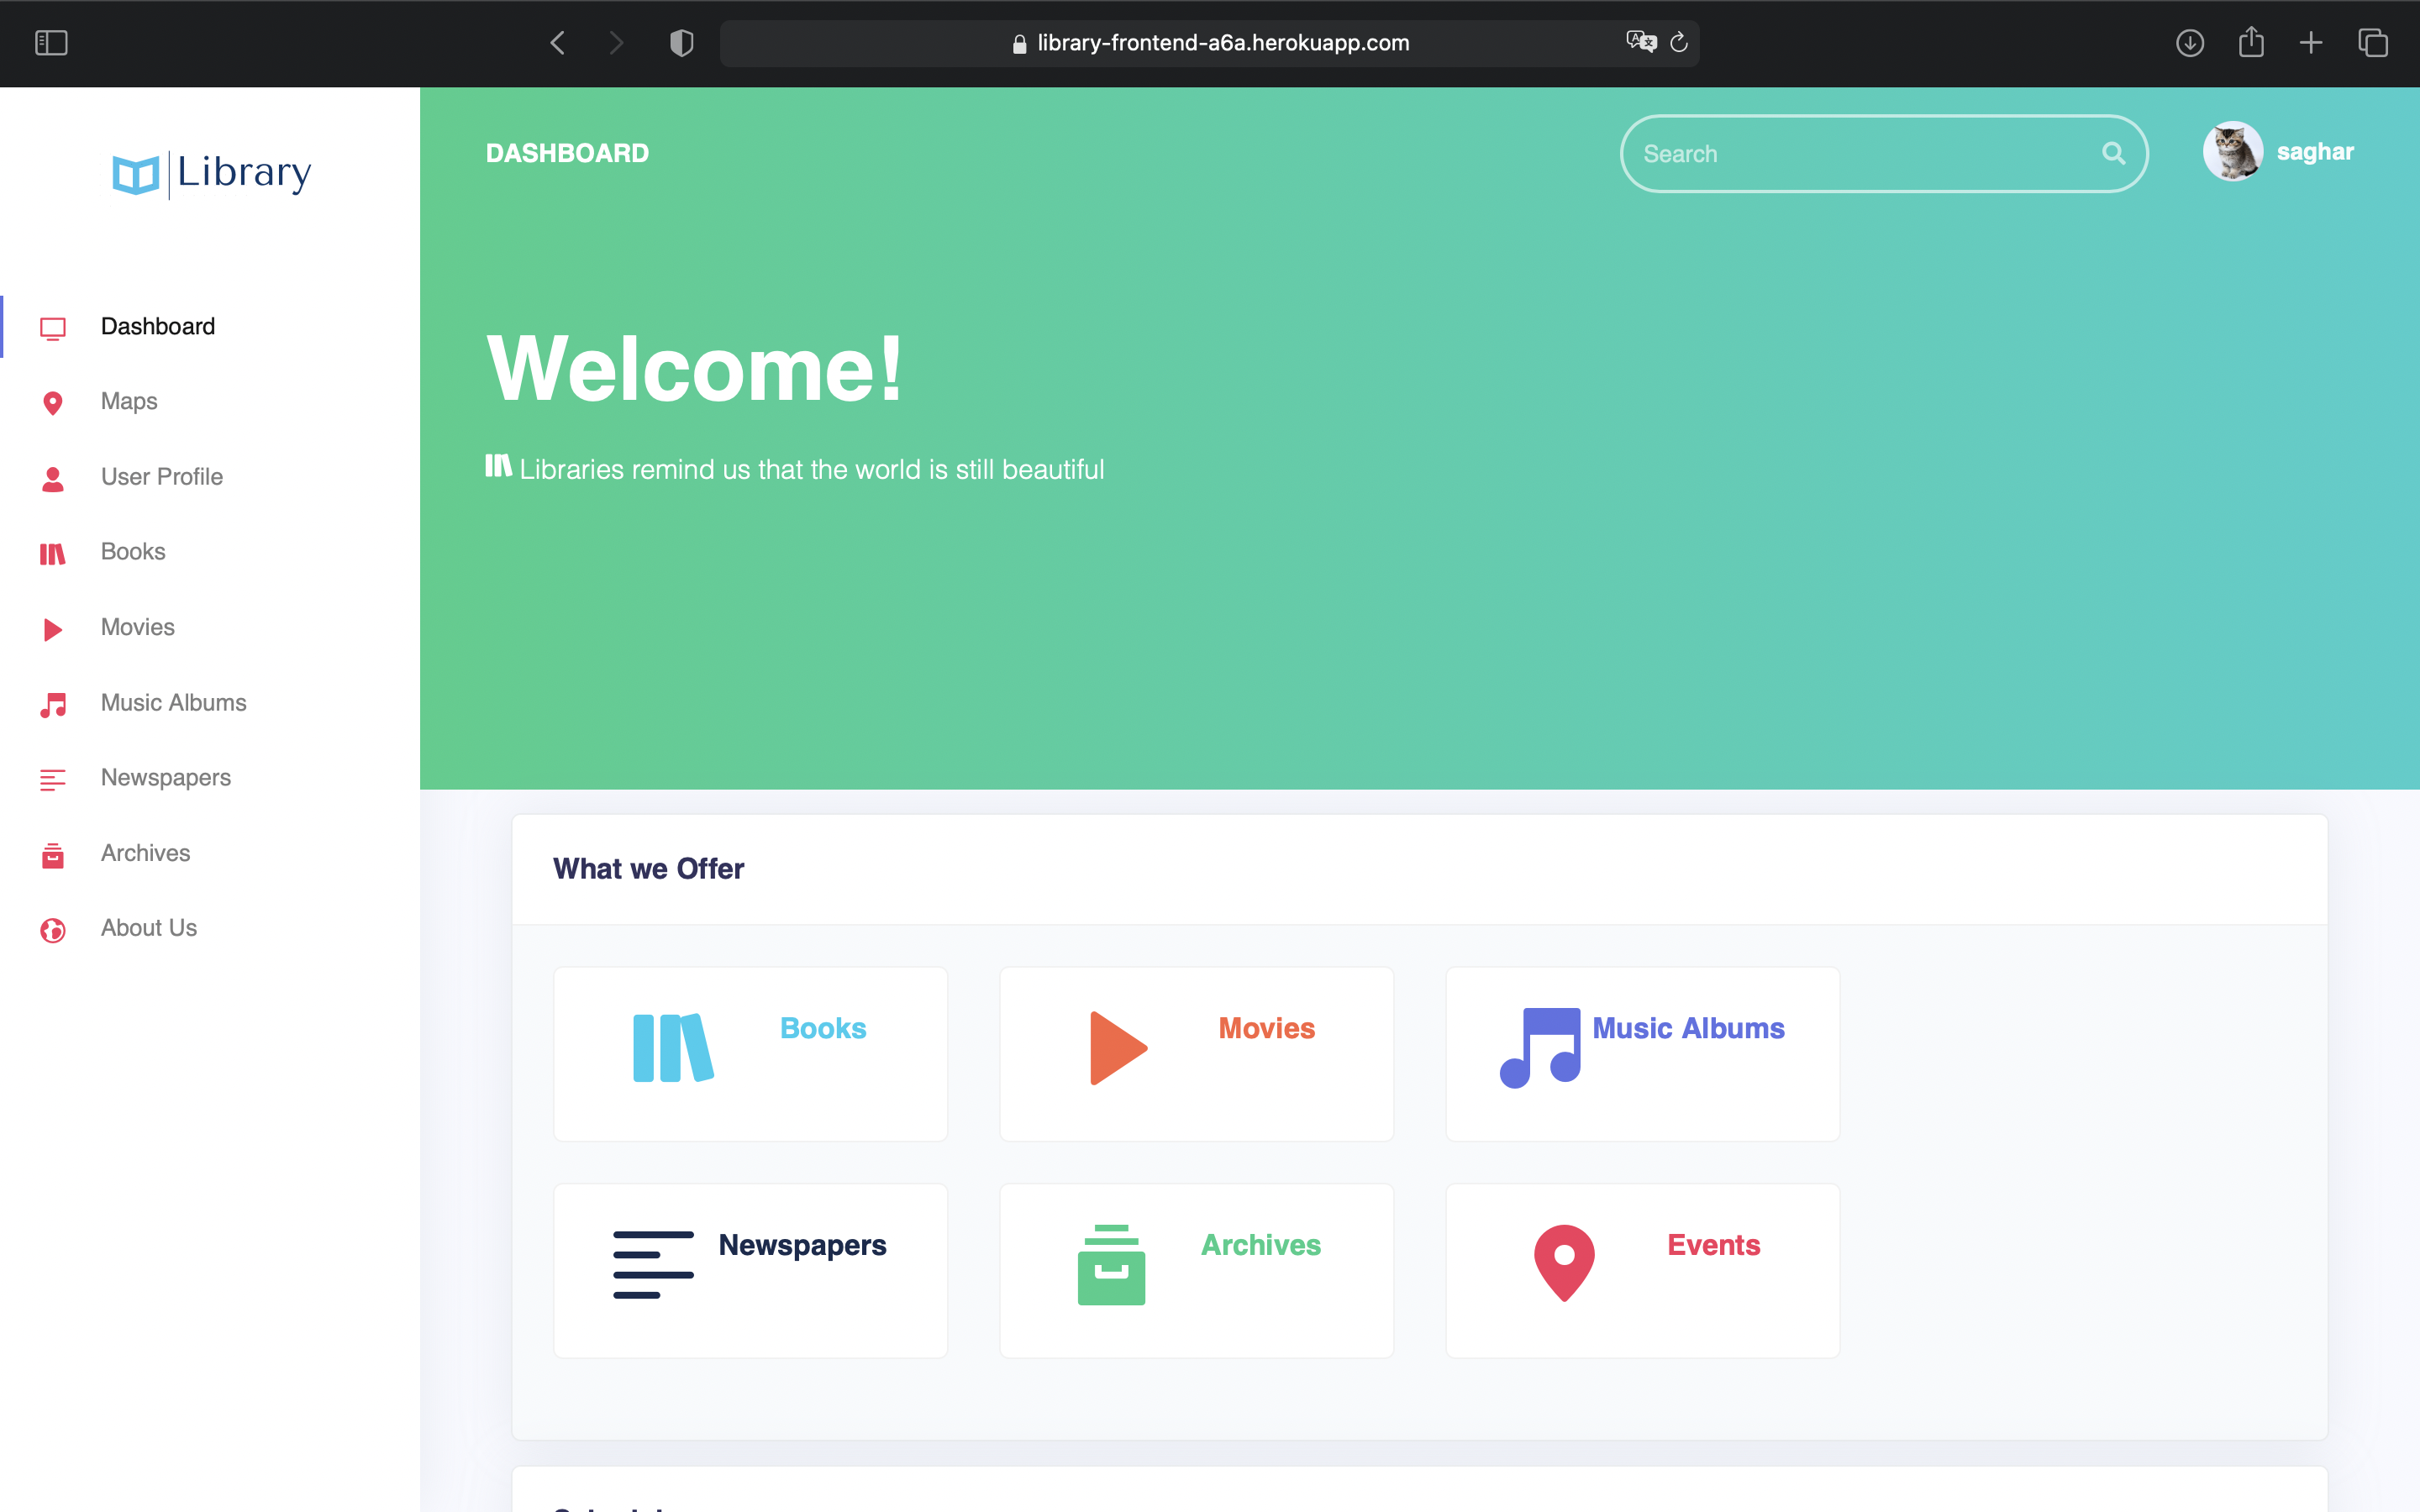 library-frontend-a6a.herokuapp.com
Library
DASHBOARD
Search
saghar
Dashboard
Maps
User Profile
Books
Movies
Music Albums
Newspapers
Archives
About Us
Welcome!
Libraries remind us that the world is still beautiful
What we Offer
Books
Movies
Music Albums
Newspapers
Archives
Events